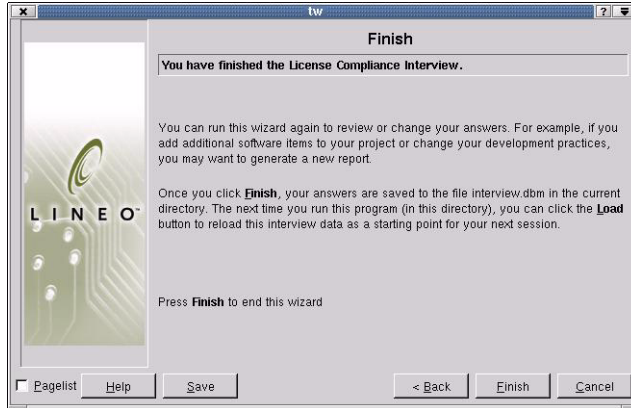 tw
?
Finish
You have finished the License Compliance Interview.
You can run this wizard again to review or change your answers. For example, if you
add additional software items to your project or change your development practices,
you may want to generate a new report.
Once you click Finish, your answers are saved to the file interview.dbm in the current
directory. The next time you run this program (in this directory), you can click the Load
button to reload this interview data as a starting point for your next session.
LINEO™
Press Finish to end this wizard
Pagelist Help Save < Back Finish Cancel